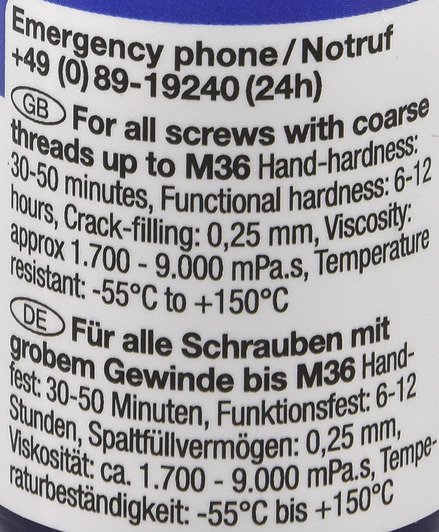 Emergency phone/Notruf
+49 (0) 89-19240 (24h)
GB For all screws with coarse
threads up to M36 Hand-hardness:
30-50 minutes, Functional hardness: 6-12
hours, Crack-filling: 0,25 mm, Viscosity:
approx 1.700 - 9.000 mPa.s, Temperature
resistant: -55°C to +150°C
DE Für alle Schrauben mit
grobem Gewinde bis M36 Hand-
fest: 30-50 Minuten, Funktionsfest: 6-12
Stunden, Spaltfüllvermögen: 0,25 mm,
Viskosität: ca. 1.700 - 9.000 mPa.s, Tempe-
raturbeständigkeit: -55°C bis +150°C